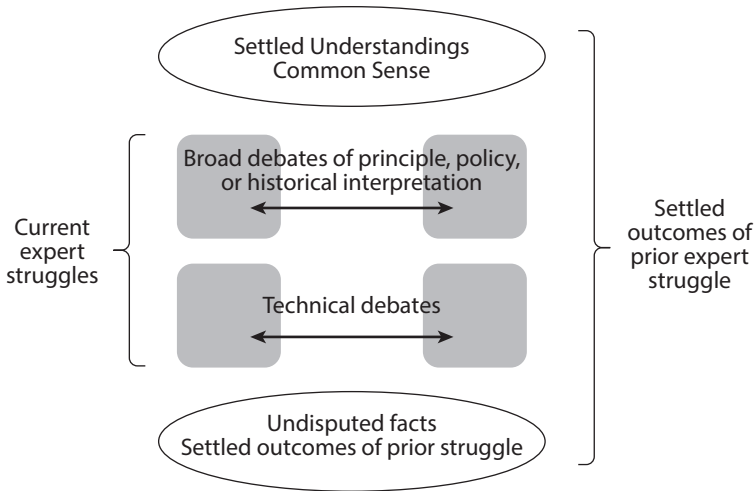 Settled Understandings
Common Sense
Broad debates of principle, policy,
or historical interpretation
Current
expert
struggles
Settled
outcomes of
prior expert
struggle
Technical debates
Undisputed facts
Settled outcomes of prior struggle